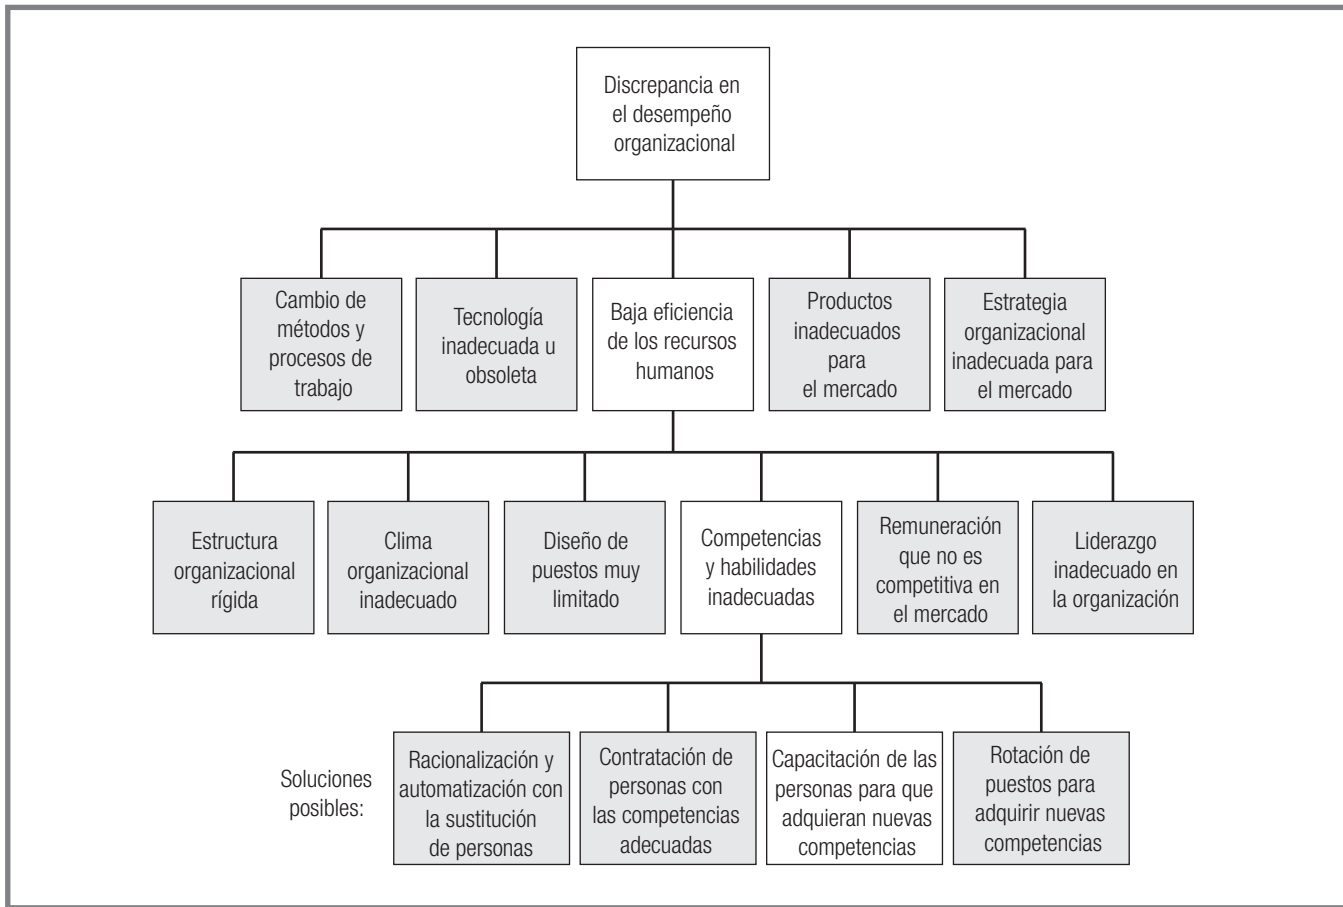 Discrepancia en
el desempeño
organizacional
Cambio de
métodos y
procesos de
trabajo
Tecnología
inadecuada u
obsoleta
Baja eficiencia
de los recursos
humanos
Productos
inadecuados
para
el mercado
Estrategia
organizacional
inadecuada para
el mercado
Estructura
organizacional
rígida
Clima
organizacional
inadecuado
Diseño de
puestos muy
limitado
Competencias
y habilidades
inadecuadas
Remuneración
que no es
competitiva en
el mercado
Liderazgo
inadecuado en
la organización
Soluciones
posibles:
Racionalización y
automatización con
la sustitución
de personas
Contratación de
personas con
las competencias
adecuadas
Capacitación de las
personas para que
adquieran nuevas
competencias
Rotación de
puestos para
adquirir nuevas
competencias